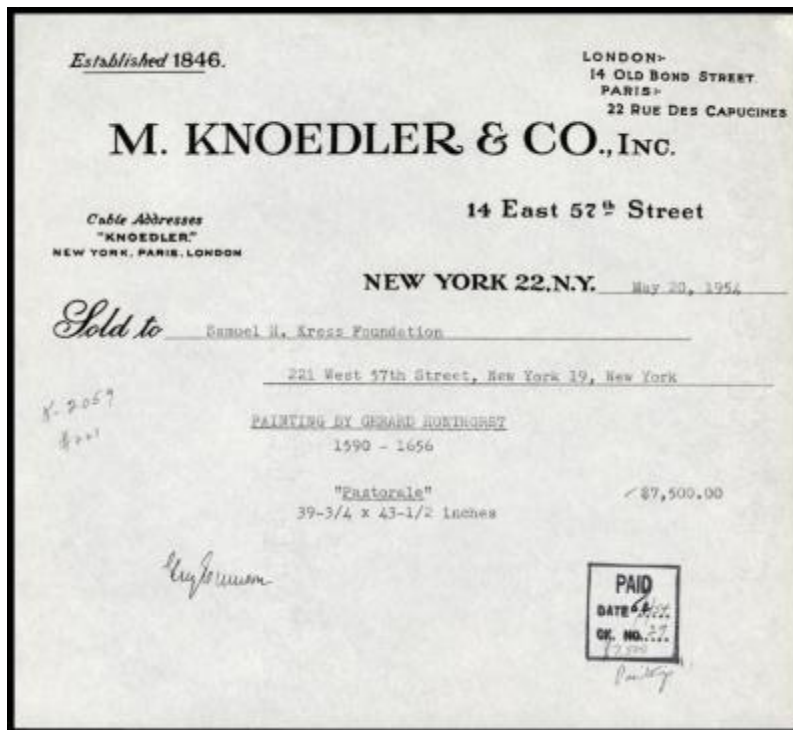 Established 1846.
LONDON
14 OLD BOND STREET
PARIS
22 RUE DES CAPUCINES
M. KNOEDLER & CO., INC.
14 East 57th Street
Cable Addresses
"KNOEDLER,"
NEW YORK, PARIS, LONDON
NEW YORK 22, N.Y. May 20, 1954
Sold to Samuel H. Kress Foundation
221 West 57th Street, New York 19, New York
K-2059
PAINTING BY GERARD HONTHORST
1590 - 1656
"Pastorale" $7,500.00
39-3/4 x 43-1/2 inches
PAID
DATE
CK. NO.